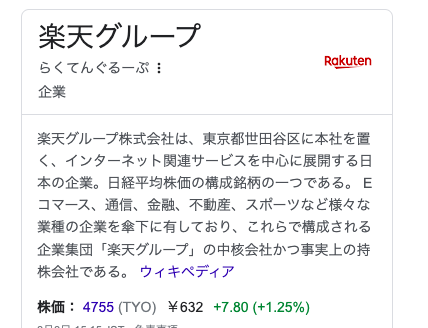 楽天グループ
らくてんぐるーぷ
Rakuten
企業
楽天グループ株式会社は、東京都世田谷区に本社を置
く、インターネット関連サービスを中心に展開する日
本の企業。日経平均株価の構成銘柄の一つである。 E
コマース、通信、金融、不動産、スポーツなど様々な
業種の企業を傘下に有しており、これらで構成される
企業集団「楽天グループ」の中核会社かつ事実上の持
株会社である。 ウィキペディア
株価： 4755 (TYO) ￥632 +7.80 (+1.25%)